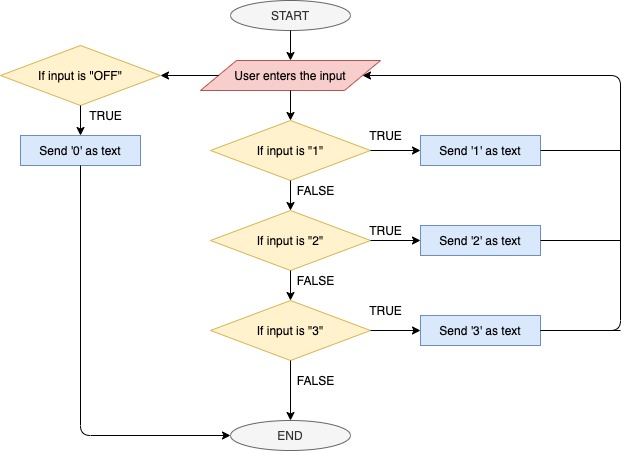 START
If input is "OFF"
User enters the input
TRUE
Send '0' as text
If input is "1"
TRUE
Send '1' as text
FALSE
If input is "2"
TRUE
Send '2' as text
FALSE
If input is "3"
TRUE
Send '3' as text
FALSE
END